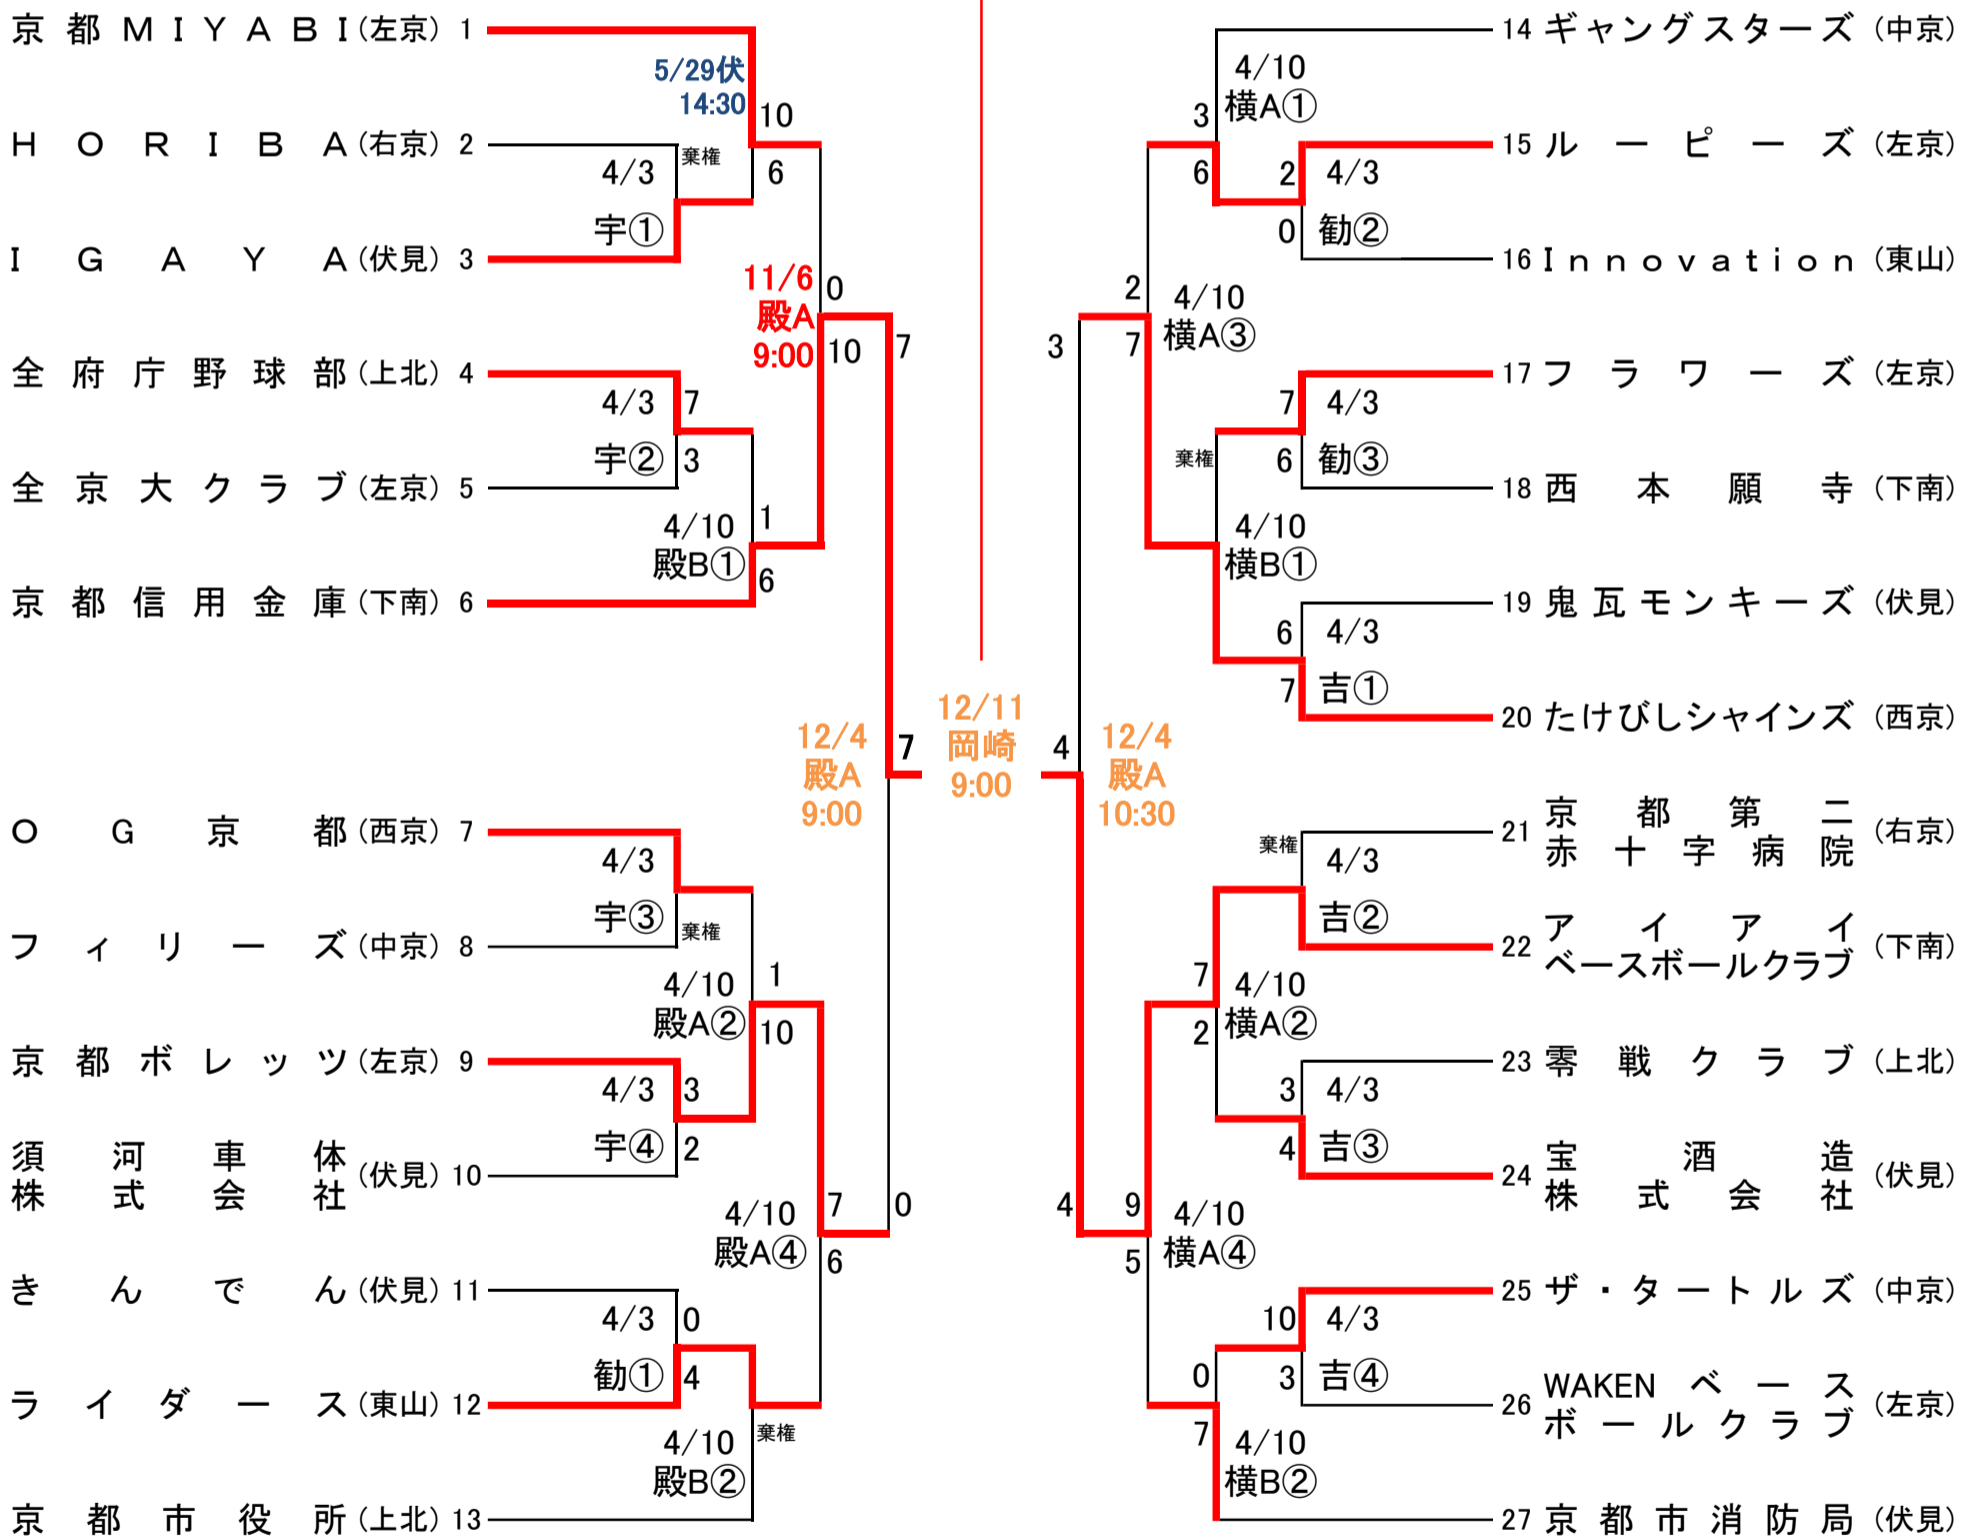 京都MIYABI(左京) 1
5/29伏
14:30
10
HORIBA(右京) 2
4/3
棄権
6
宇①
IGAYA(伏見) 3
11/6
殿A
9:00
0
10
7
全府庁野球部(上北) 4
4/3
7
宇②
3
全京大クラブ(左京) 5
4/10
殿B①
1
6
京都信用金庫(下南) 6
12/4
殿A
9:00
7
OG京都(西京) 7
4/3
宇③
棄権
フィリーズ(中京) 8
4/10
殿A②
1
10
京都ボレッツ(左京) 9
4/3
3
宇④
2
須河車体
株式会社
(伏見) 10
4/10
殿A④
7
6
0
きんでん(伏見) 11
4/3
0
勧①
4
ライダース(東山) 12
4/10
殿B②
棄権
京都市役所(上北) 13
12/11
岡崎
9:00
14 ギャングスターズ (中京)
4/10
横A①
3
6
15 ルーピーズ (左京)
2
4/3
0
勧②
16 Innovation (東山)
2
4/10
7
横A③
3
17 フラワーズ (左京)
7
4/3
6
勧③
棄権
18 西本願寺 (下南)
4/10
横B①
19 鬼瓦モンキーズ (伏見)
6
4/3
7
吉①
20 たけびしシャインズ (西京)
4
12/4
殿A
10:30
21 京都第二
赤十字病院
(右京)
棄権
4/3
吉②
22 アイアイ
ベースボールクラブ
(下南)
7
4/10
2
横A②
23 零戦クラブ (上北)
3
4/3
4
吉③
24 宝酒造
株式会社
(伏見)
4
9
4/10
5
横A④
25 ザ・タートルズ (中京)
10
4/3
3
吉④
26 WAKEN ベース
ボールクラブ
(左京)
0
7
4/10
横B②
27 京都市消防局 (伏見)